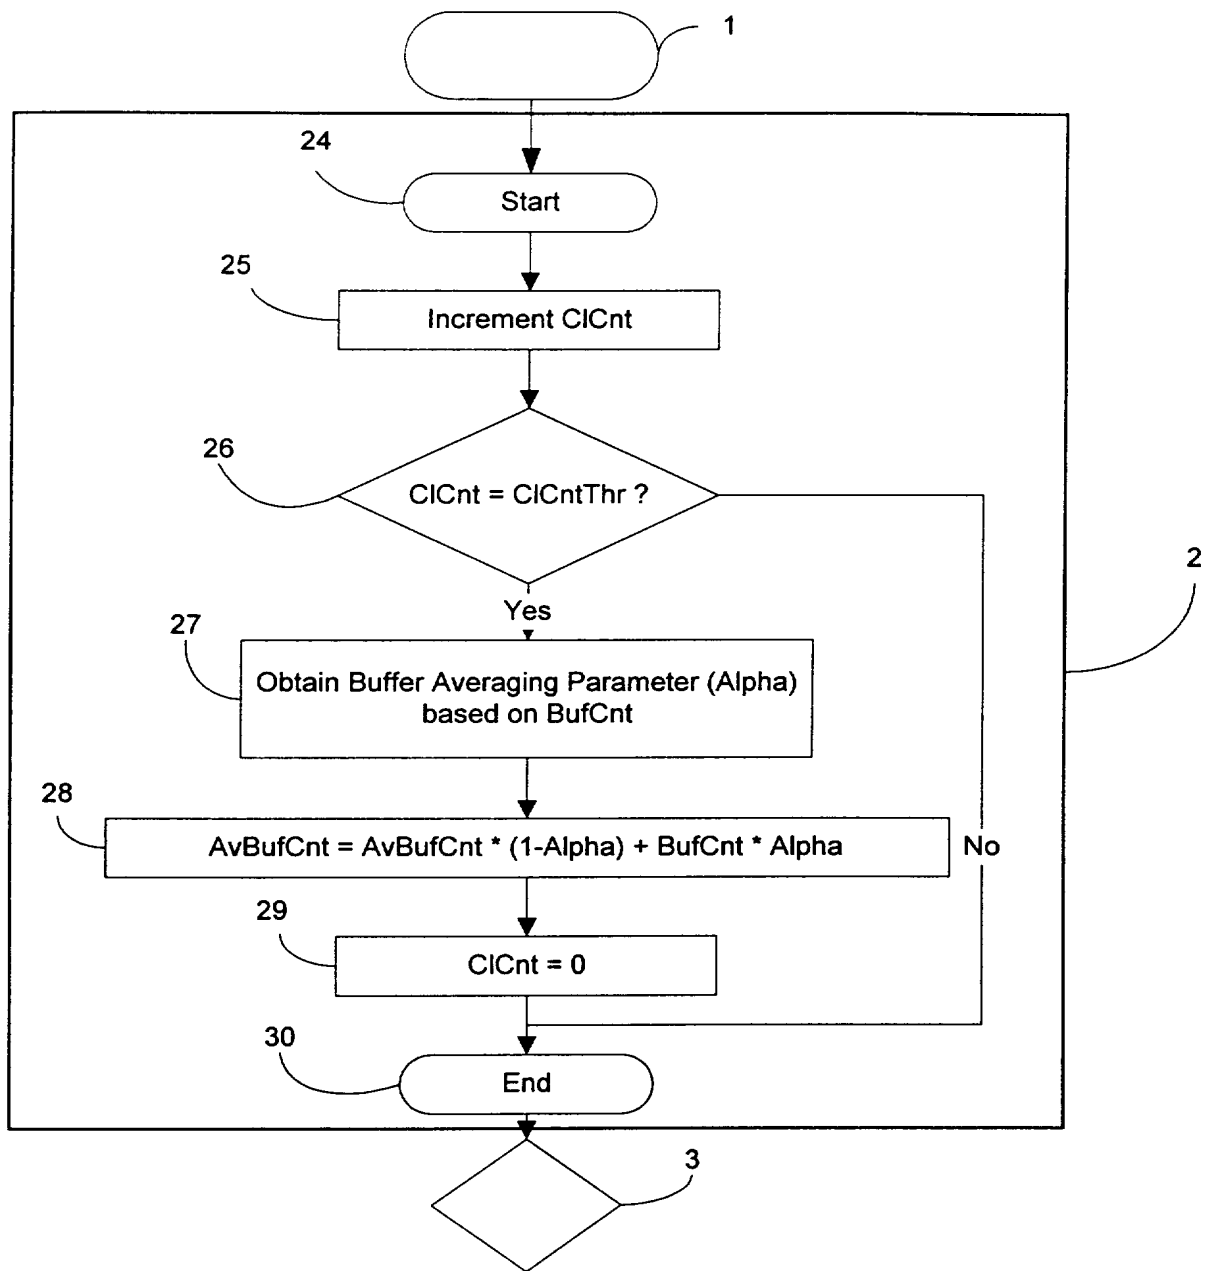 1
24
Start
25
Increment ClCnt
26
ClCnt = ClCntThr ?
2
Yes
27
Obtain Buffer Averaging Parameter (Alpha)
based on BufCnt
28
AvBufCnt = AvBufCnt * (1-Alpha) + BufCnt * Alpha
No
29
ClCnt = 0
30
End
3